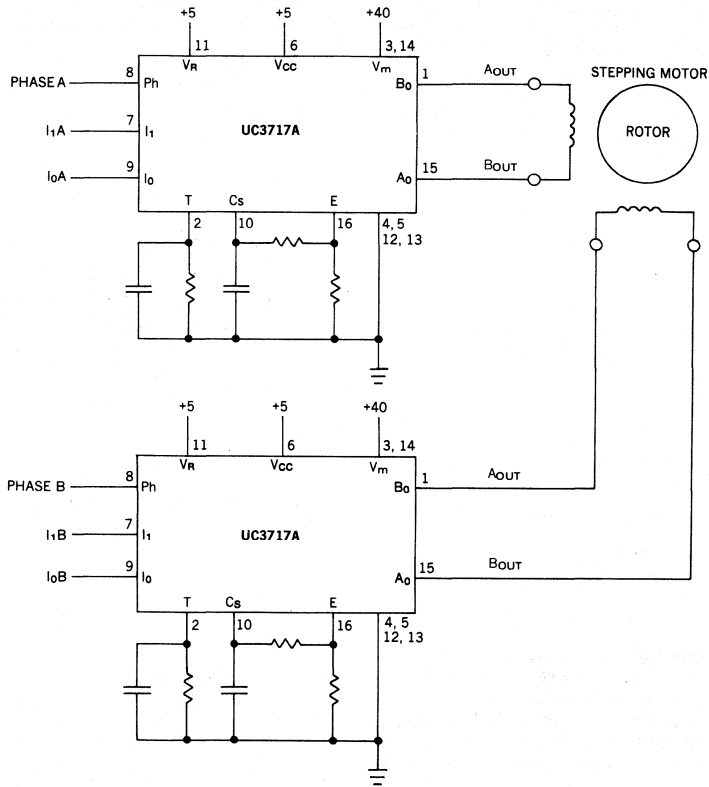 +5 +5 +40
11 6 3, 14
VR VCC Vm
PHASE A 8 Ph B0 1 AOUT
STEPPING MOTOR
I1A 7 I1 UC3717A ROTOR
I0A 9 I0 A0 15 BOUT
T CS E
2 10 16 4, 5
12, 13
+5 +5 +40
11 6 3, 14
VR VCC Vm
PHASE B 8 Ph B0 1 AOUT
I1B 7 I1 UC3717A
I0B 9 I0 A0 15 BOUT
T CS E
2 10 16 4, 5
12, 13